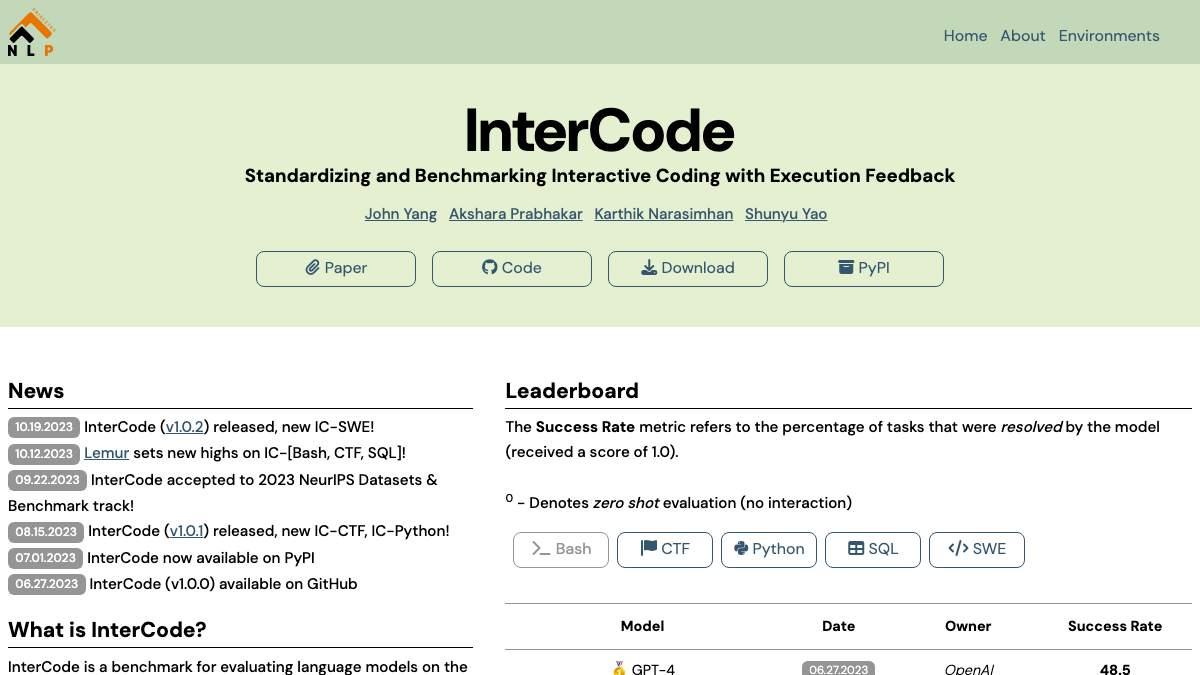 PRINCETON
NLP
Home About Environments
InterCode
Standardizing and Benchmarking Interactive Coding with Execution Feedback
John Yang Akshara Prabhakar Karthik Narasimhan Shunyu Yao
Paper Code Download PyPI
News
10.19.2023 InterCode (v1.0.2) released, new IC-SWE!
10.12.2023 Lemur sets new highs on IC-[Bash, CTF, SQL]!
09.22.2023 InterCode accepted to 2023 NeurIPS Datasets &
Benchmark track!
08.15.2023 InterCode (v1.0.1) released, new IC-CTF, IC-Python!
07.01.2023 InterCode now available on PyPI
06.27.2023 InterCode (v1.0.0) available on GitHub
What is InterCode?
InterCode is a benchmark for evaluating language models on the
Leaderboard
The Success Rate metric refers to the percentage of tasks that were resolved by the model
(received a score of 1.0).
0 - Denotes zero shot evaluation (no interaction)
Bash CTF Python SQL SWE
Model Date Owner Success Rate
🥇 GPT-4 06.27.2023 OpenAI 48.5